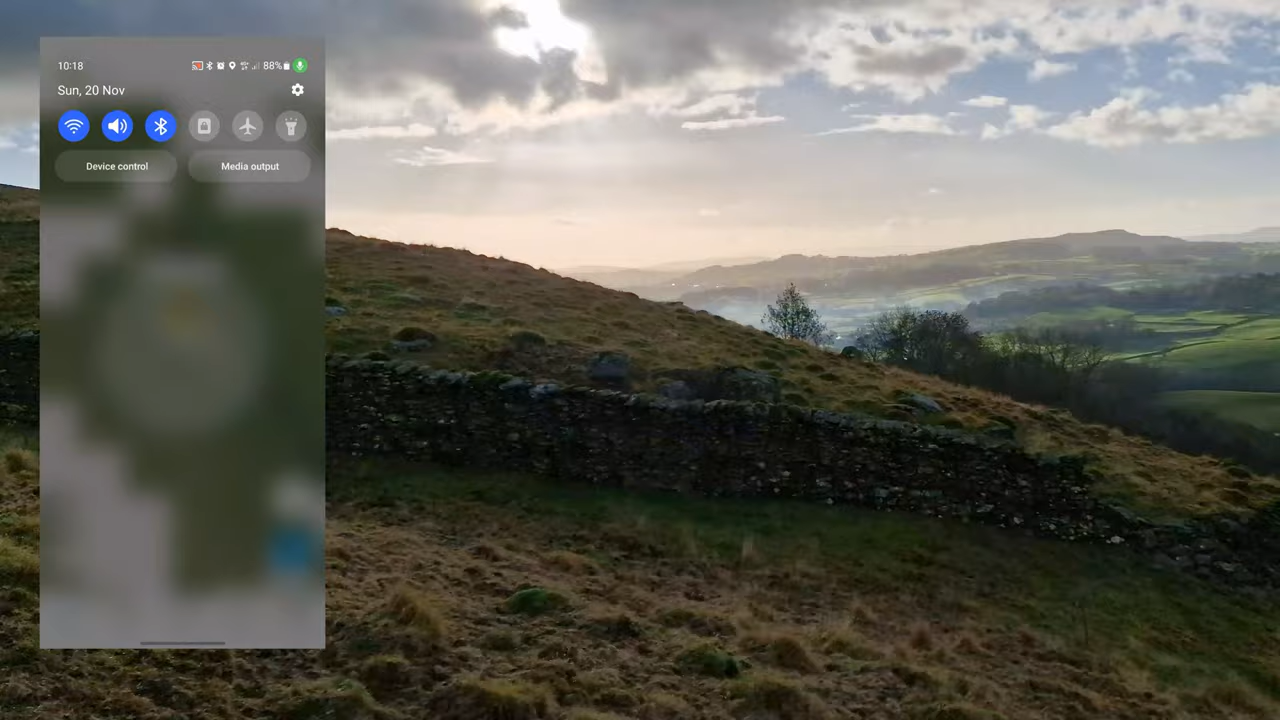 10:18
88%
Sun, 20 Nov
Device control
Media output